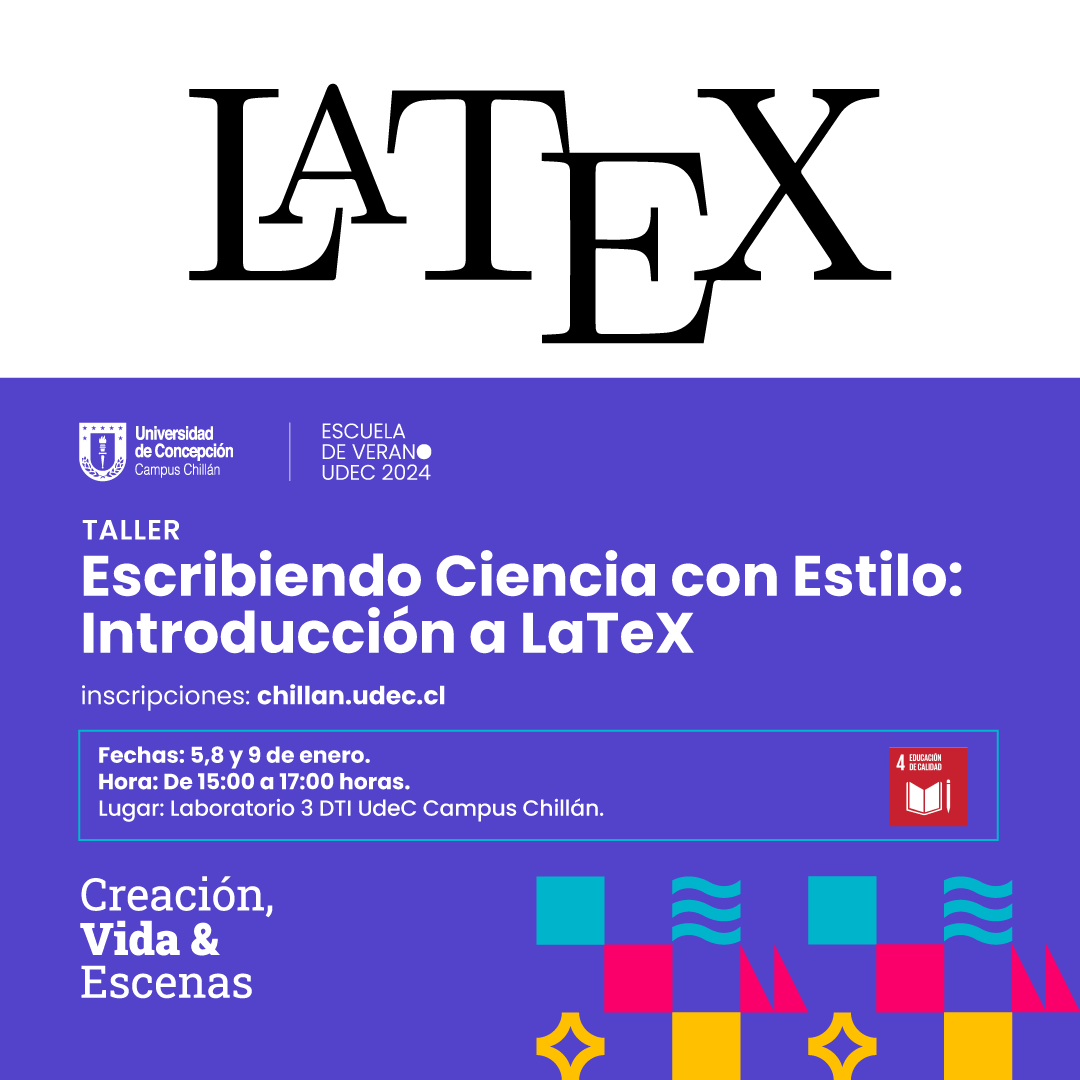 LATEX
Universidad
de Concepción
Campus Chillán
ESCUELA
DE VERANO
UDEC 2024
TALLER
Escribiendo Ciencia con Estilo:
Introducción a LaTeX
inscripciones: chillan.udec.cl
Fechas: 5,8 y 9 de enero.
Hora: De 15:00 a 17:00 horas.
Lugar: Laboratorio 3 DTI UdeC Campus Chillán.
4 EDUCACIÓN
DE CALIDAD
Creación,
Vida &
Escenas